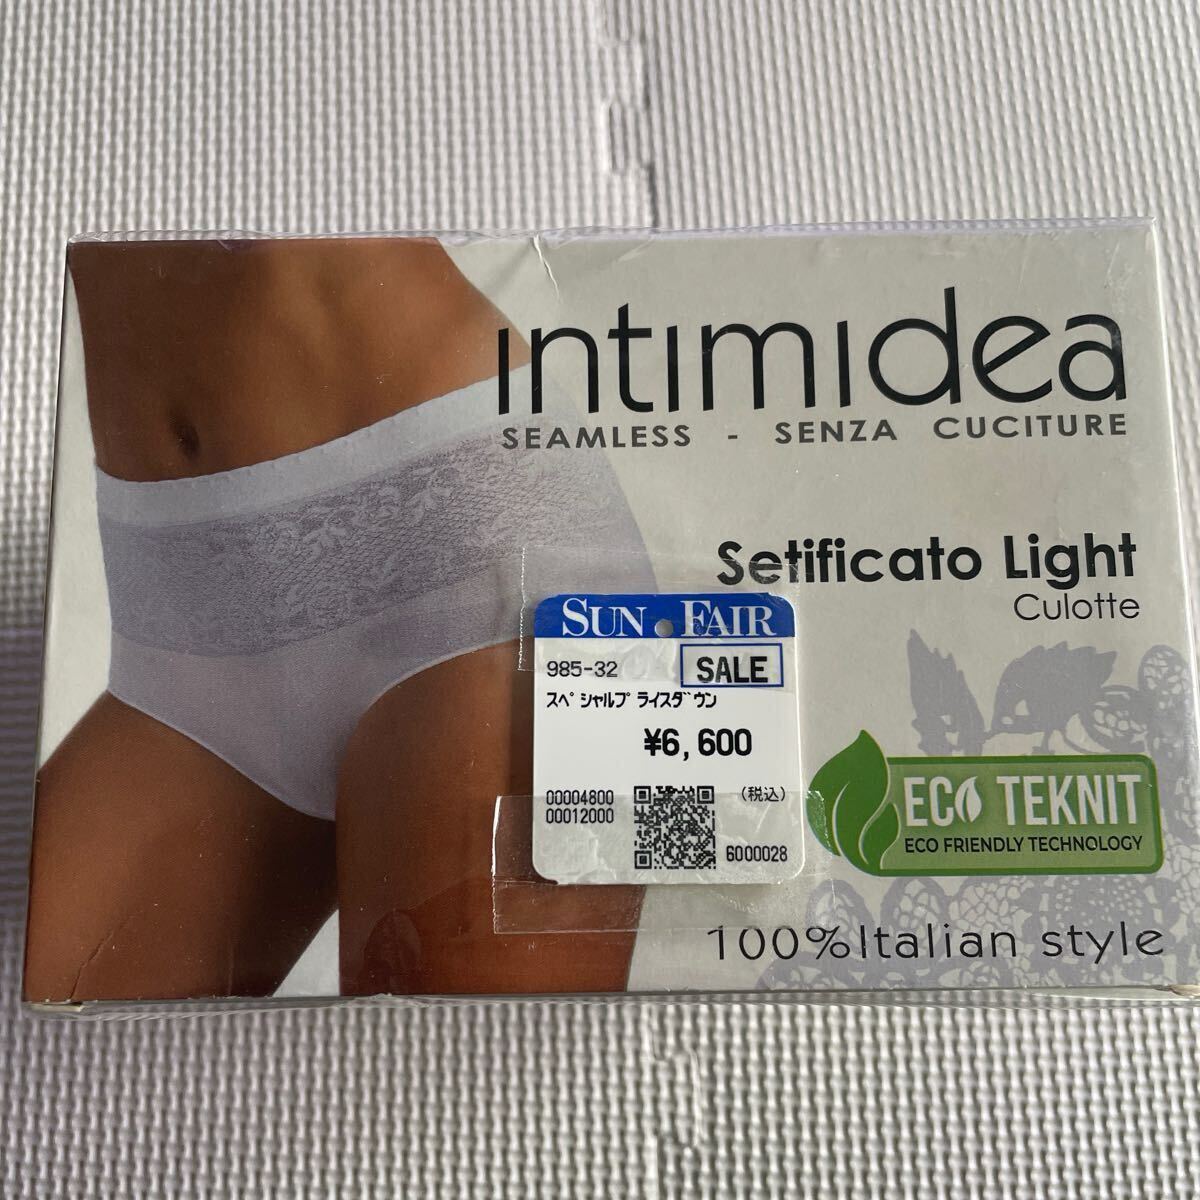 intimidea
SEAMLESS - SENZA CUCITURE
Setificato Light
Culotte
SUN FAIR
985-32
SALE
スペシャルプライスダウン
¥6,600
00004800
00012000
(税込)
6000028
ECO TEKNIT
ECO FRIENDLY TECHNOLOGY
100%Italian style